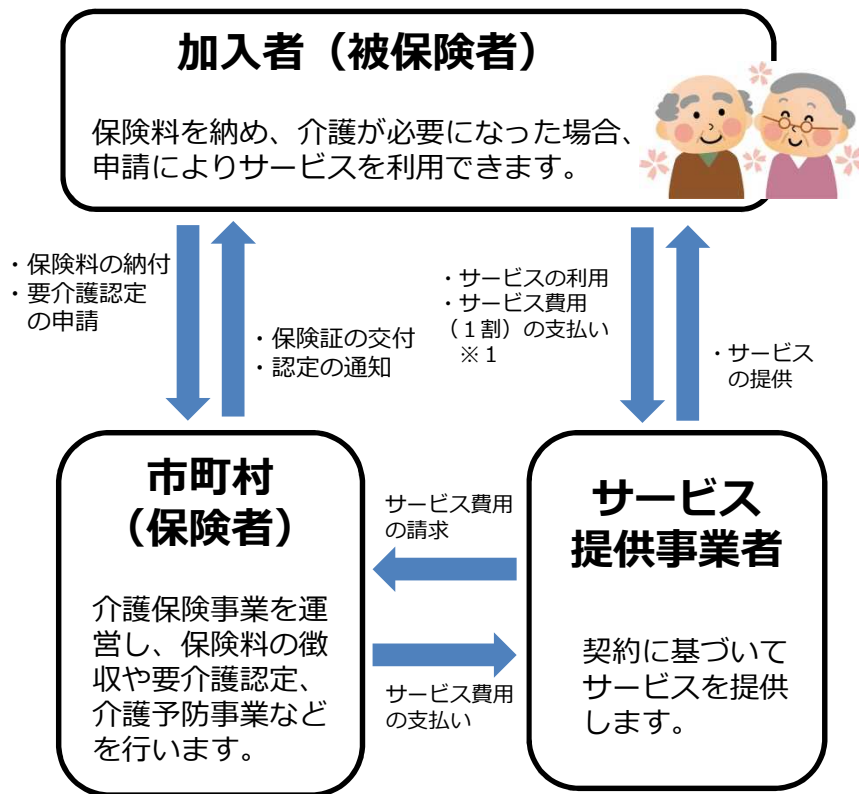 加入者（被保険者）
保険料を納め、介護が必要になった場合、
申請によりサービスを利用できます。
・保険料の納付
・要介護認定
の申請
・保険証の交付
・認定の通知
・サービスの利用
・サービス費用
（１割）の支払い
※１
・サービス
の提供
市町村
（保険者）
介護保険事業を運
営し、保険料の徴
収や要介護認定、
介護予防事業など
を行います。
サービス費用
の請求
サービス費用
の支払い
サービス
提供事業者
契約に基づいて
サービスを提供
します。